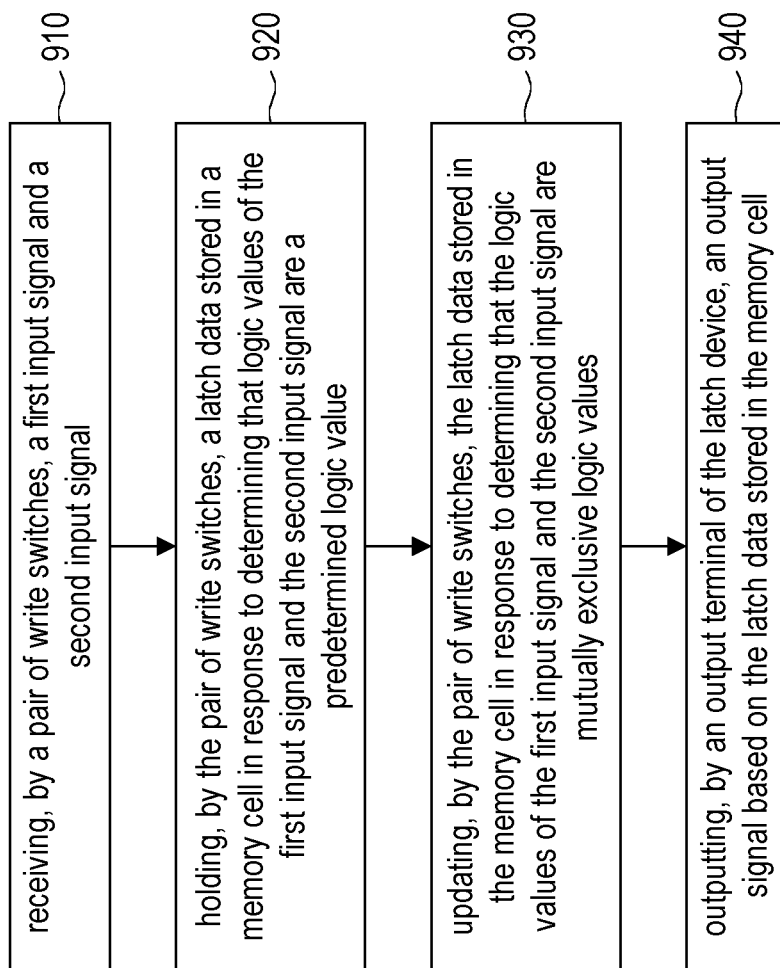 receiving, by a pair of write switches, a first input signal and a
second input signal
910
holding, by the pair of write switches, a latch data stored in a
memory cell in response to determining that logic values of the
first input signal and the second input signal are a
predetermined logic value
920
updating, by the pair of write switches, the latch data stored in
the memory cell in response to determining that the logic
values of the first input signal and the second input signal are
mutually exclusive logic values
930
outputting, by an output terminal of the latch device, an output
signal based on the latch data stored in the memory cell
940